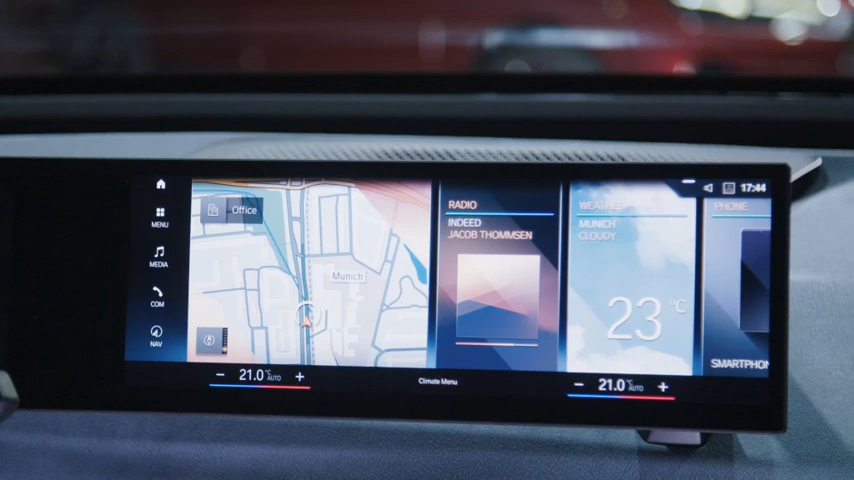 17:44
MENU
MEDIA
COM
NAV
Office
Munich
RADIO
INDEED
JACOB THOMMSEN
WEATHER
MUNICH
CLOUDY
23 °C
PHONE
SMARTPHON
− 21.0 °C AUTO +
Climate Menu
− 21.0 °C AUTO +